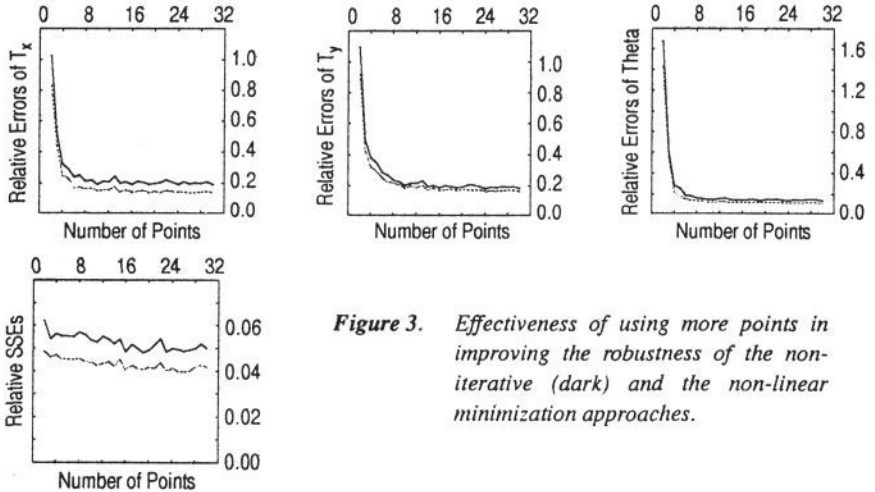 0 8 16 24 32
Relative Errors of Tx
1.0
0.8
0.6
0.4
0.2
0.0
Number of Points
0 8 16 24 32
Relative Errors of Ty
1.0
0.8
0.6
0.4
0.2
0.0
Number of Points
0 16 32
Relative Errors of Theta
1.6
1.2
0.8
0.4
0.0
Number of Points
0 8 16 24 32
Relative SSEs
0.06
0.04
0.02
0.00
Number of Points
Figure 3. Effectiveness of using more points in
improving the robustness of the non-
iterative (dark) and the non-linear
minimization approaches.